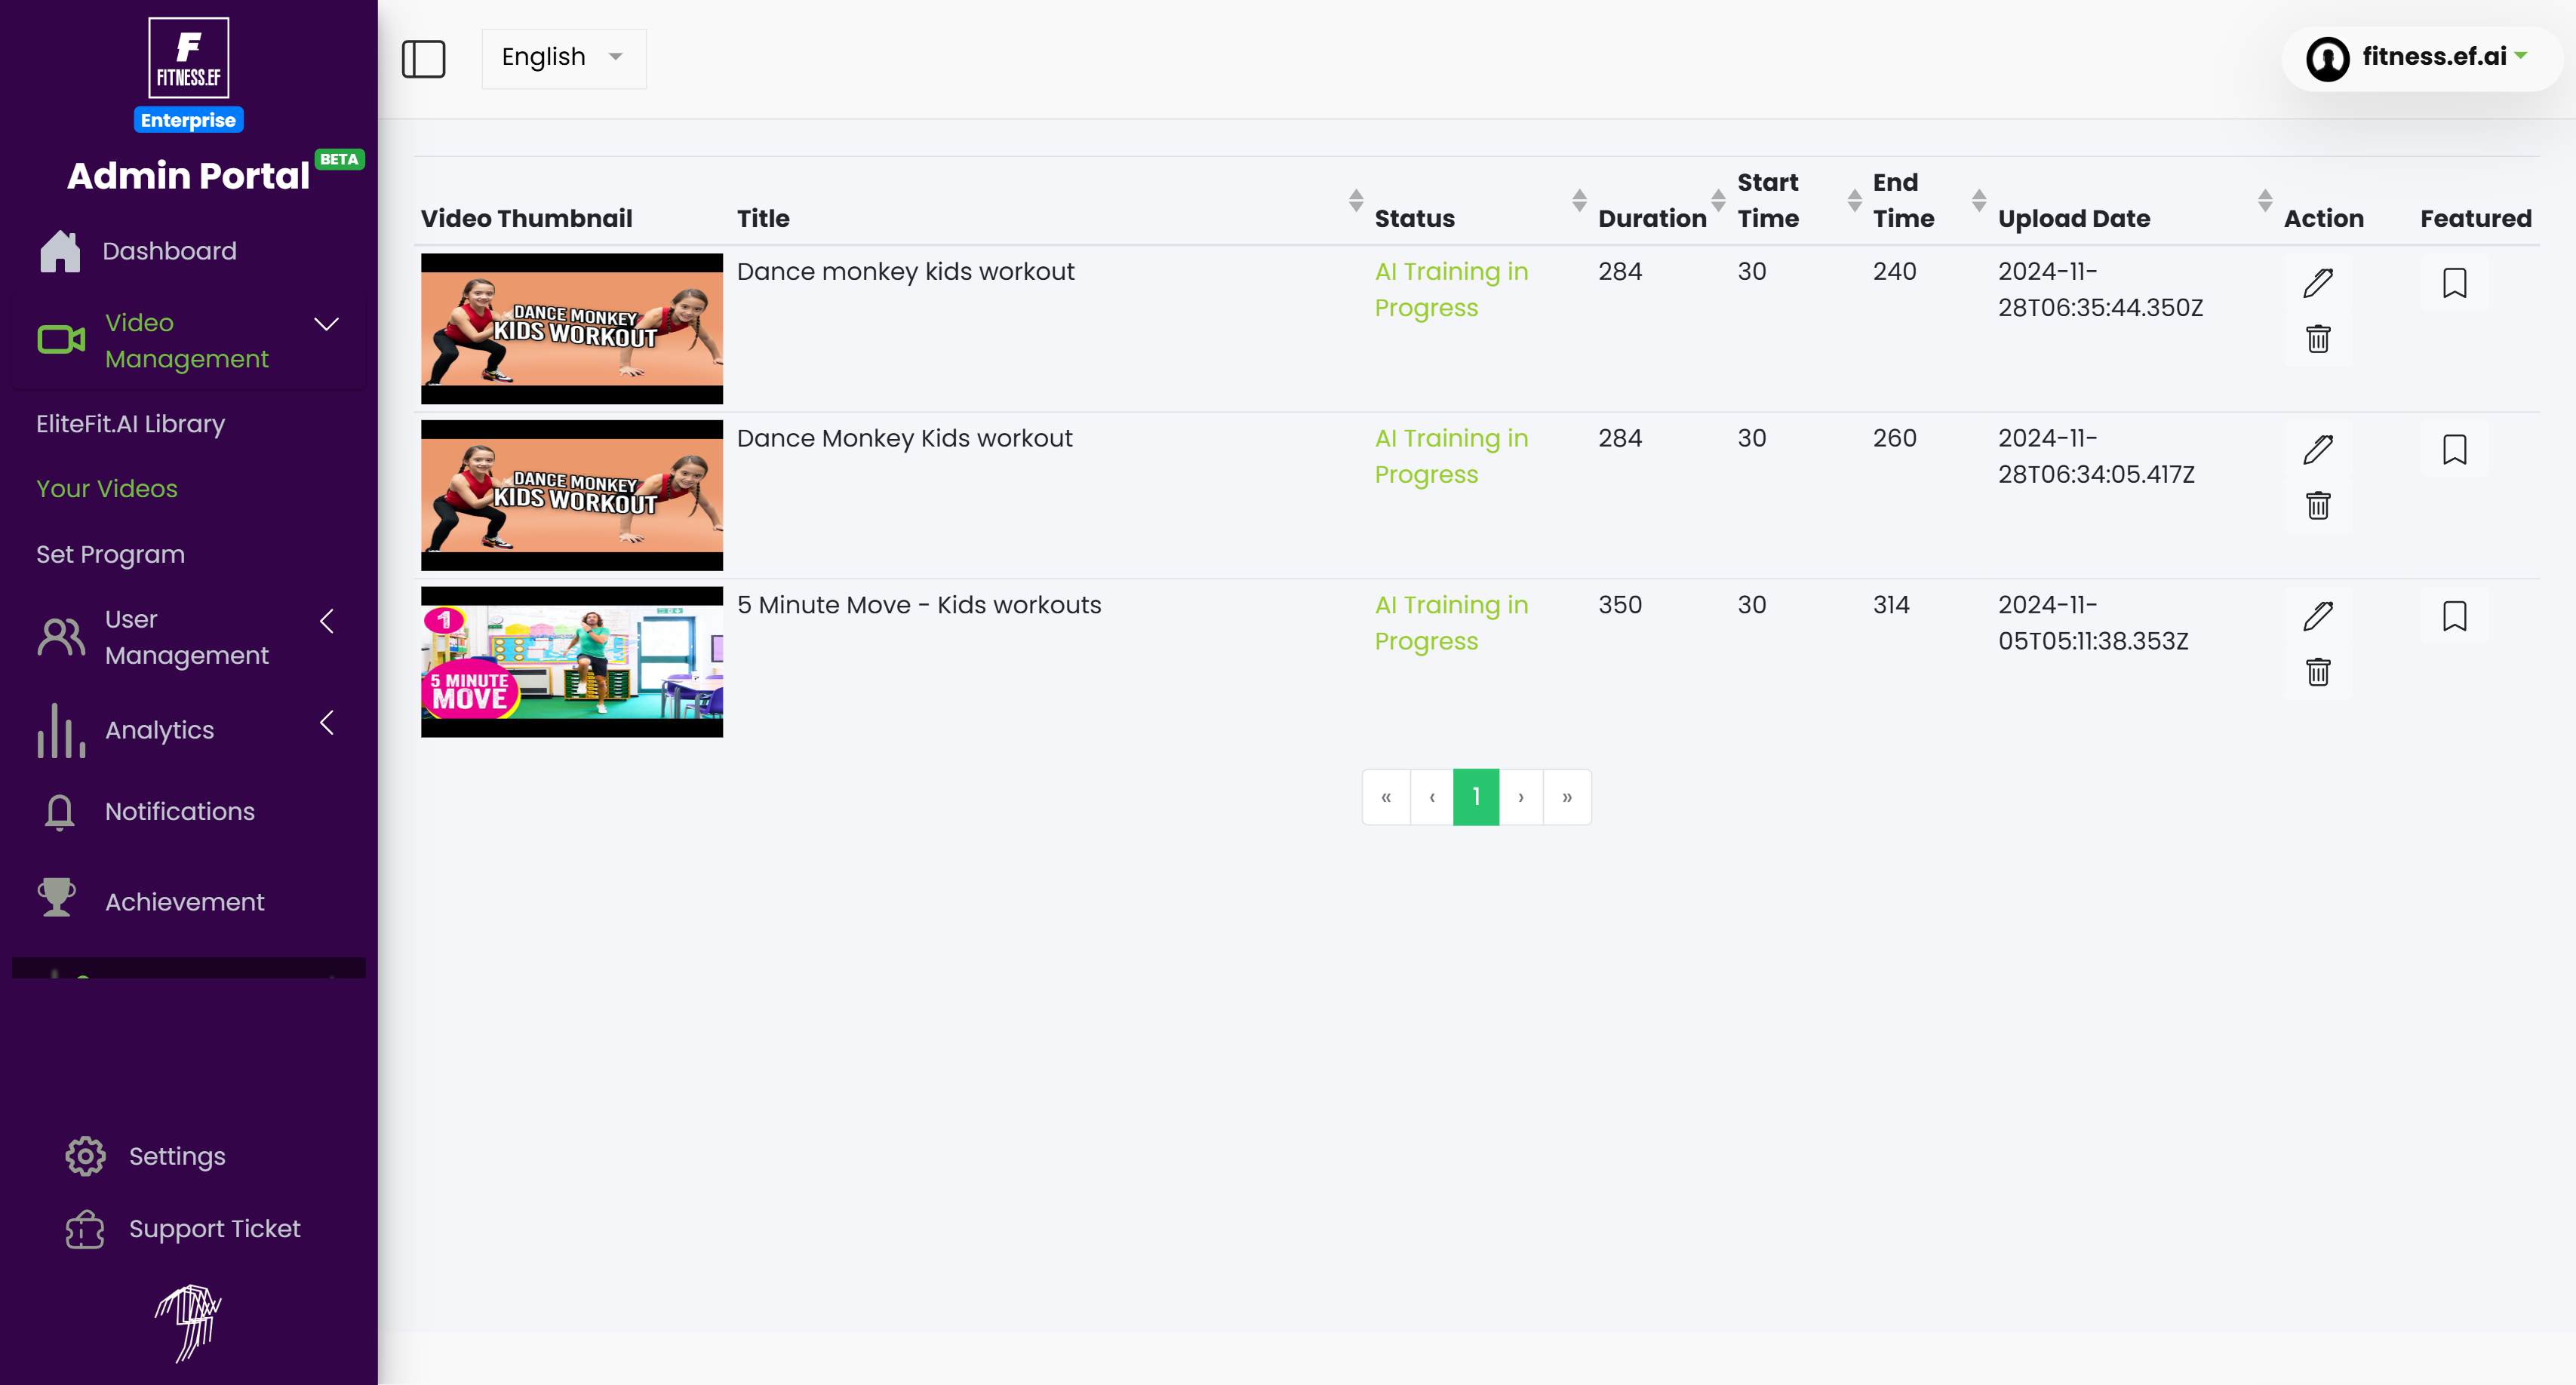 F
FITNESS.EF
Enterprise
Admin Portal BETA
Dashboard
Video
Management
EliteFit.AI Library
Your Videos
Set Program
User
Management
Analytics
Notifications
Achievement
Settings
Support Ticket
English
fitness.ef.ai
Video Thumbnail Title Status Duration Start Time End Time Upload Date Action Featured
DANCE MONKEY
KIDS WORKOUT
Dance monkey kids workout
AI Training in
Progress
284
30
240
2024-11-
28T06:35:44.350Z
DANCE MONKEY
KIDS WORKOUT
Dance Monkey Kids workout
AI Training in
Progress
284
30
260
2024-11-
28T06:34:05.417Z
1
5 MINUTE
MOVE
5 Minute Move - Kids workouts
AI Training in
Progress
350
30
314
2024-11-
05T05:11:38.353Z
« ‹ 1 › »